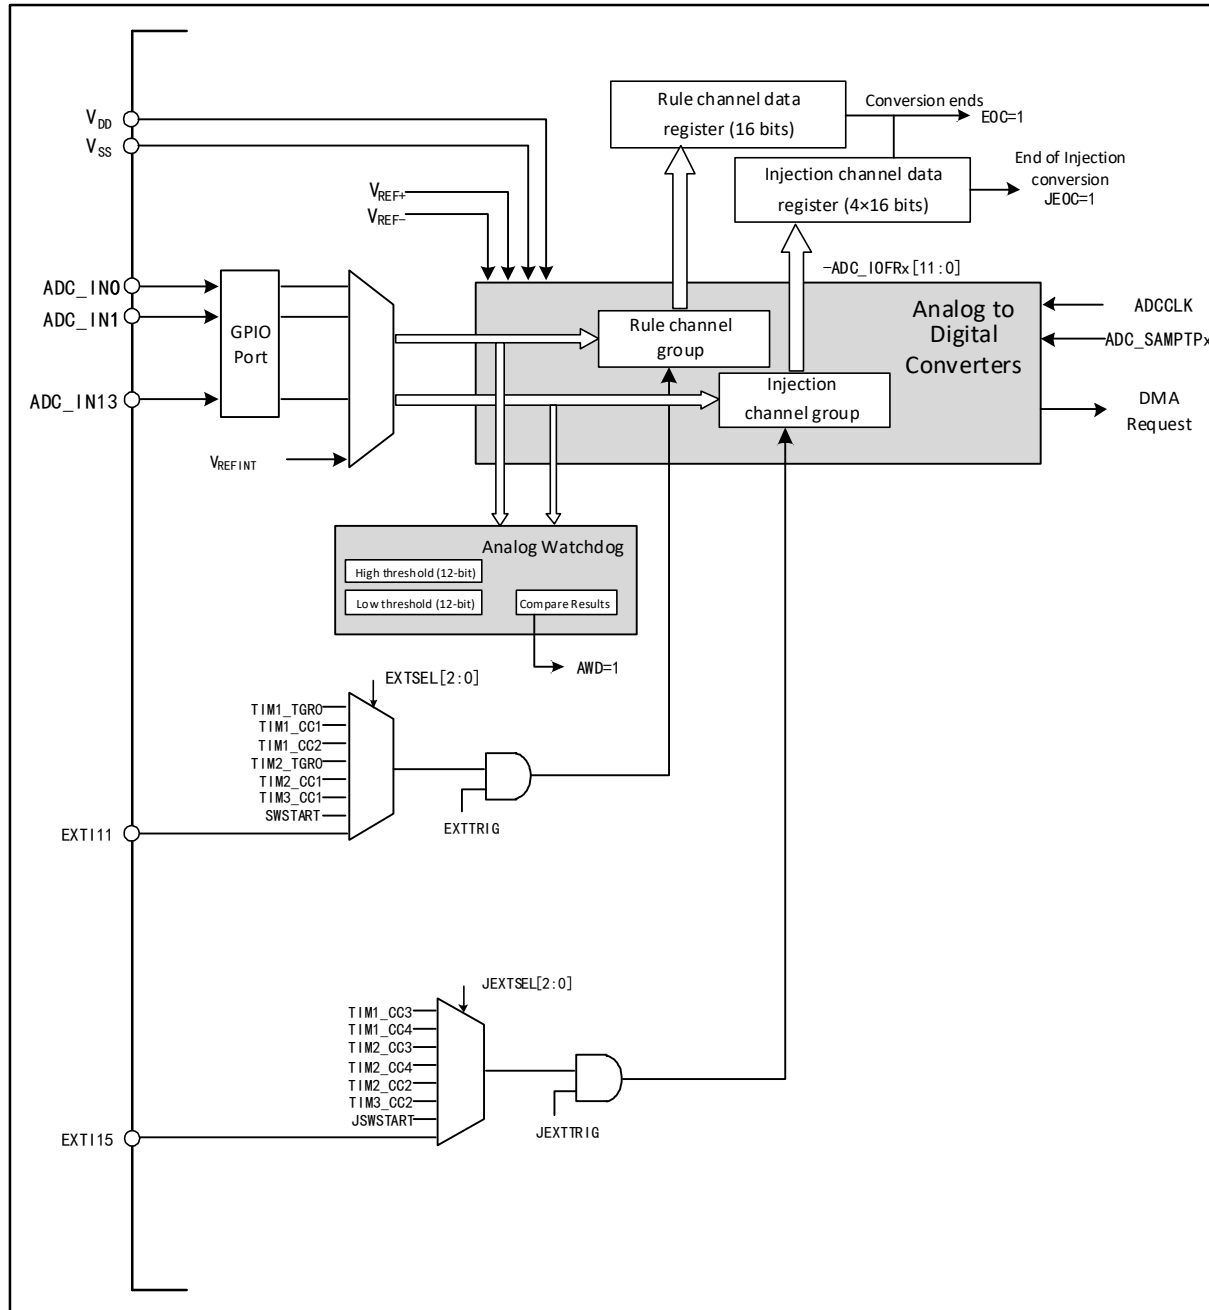 Rule channel data
register (16 bits)
Conversion ends
EOC=1
VDD
VSS
Injection channel data
register (4×16 bits)
End of Injection
conversion
JEOC=1
VREF+
VREF-
-ADC_IOFRx[11:0]
ADC_IN0
ADC_IN1
ADC_IN13
GPIO
Port
Rule channel
group
Analog to
Digital
Converters
ADCCLK
ADC_SAMPTPx
Injection
channel group
DMA
Request
VREFINT
Analog Watchdog
High threshold (12-bit)
Low threshold (12-bit)
Compare Results
AWD=1
EXTSEL[2:0]
TIM1_TGRO
TIM1_CC1
TIM1_CC2
TIM2_TGRO
TIM2_CC1
TIM3_CC1
SWSTART
EXTI11
EXTTRIG
JEXTSEL[2:0]
TIM1_CC3
TIM1_CC4
TIM2_CC3
TIM2_CC4
TIM2_CC2
TIM3_CC2
JSWSTART
EXTI15
JEXTTRIG